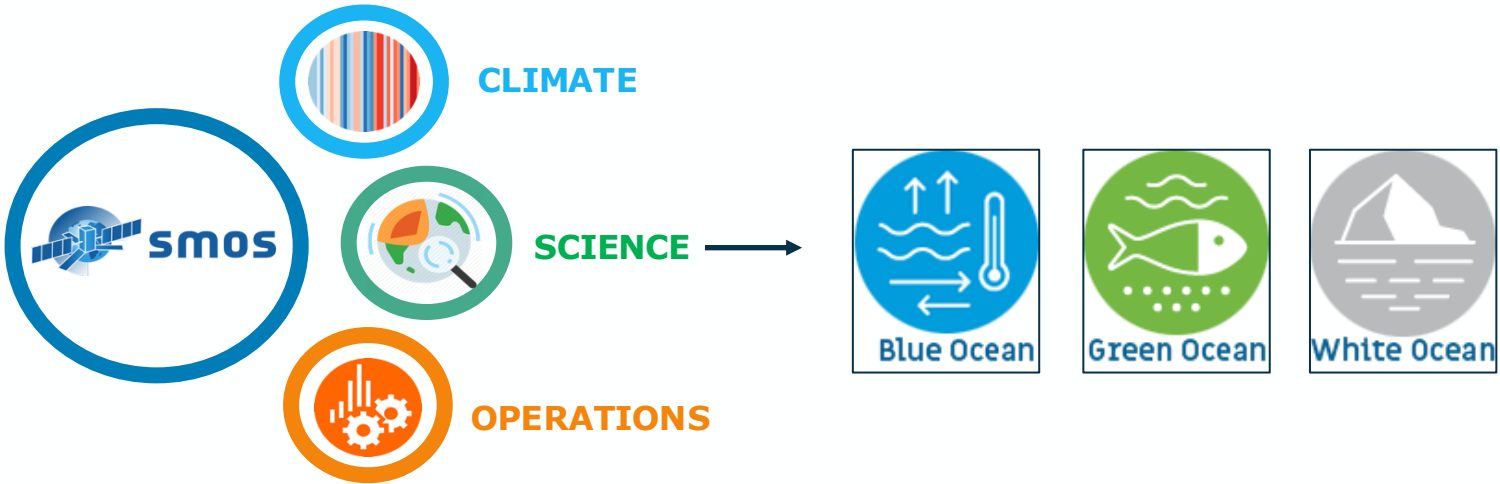 smos
CLIMATE
SCIENCE
OPERATIONS
Blue Ocean
Green Ocean
White Ocean